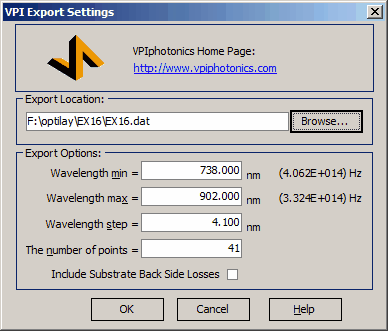 VPI Export Settings
VPIphotonics Home Page:
http://www.vpiphotonics.com
Export Location:
F:\optilay\EX16\EX16.dat
Browse...
Export Options:
Wavelength min = 738.000 nm (4.062E+014) Hz
Wavelength max = 902.000 nm (3.324E+014) Hz
Wavelength step = 4.100 nm
The number of points = 41
Include Substrate Back Side Losses
OK Cancel Help